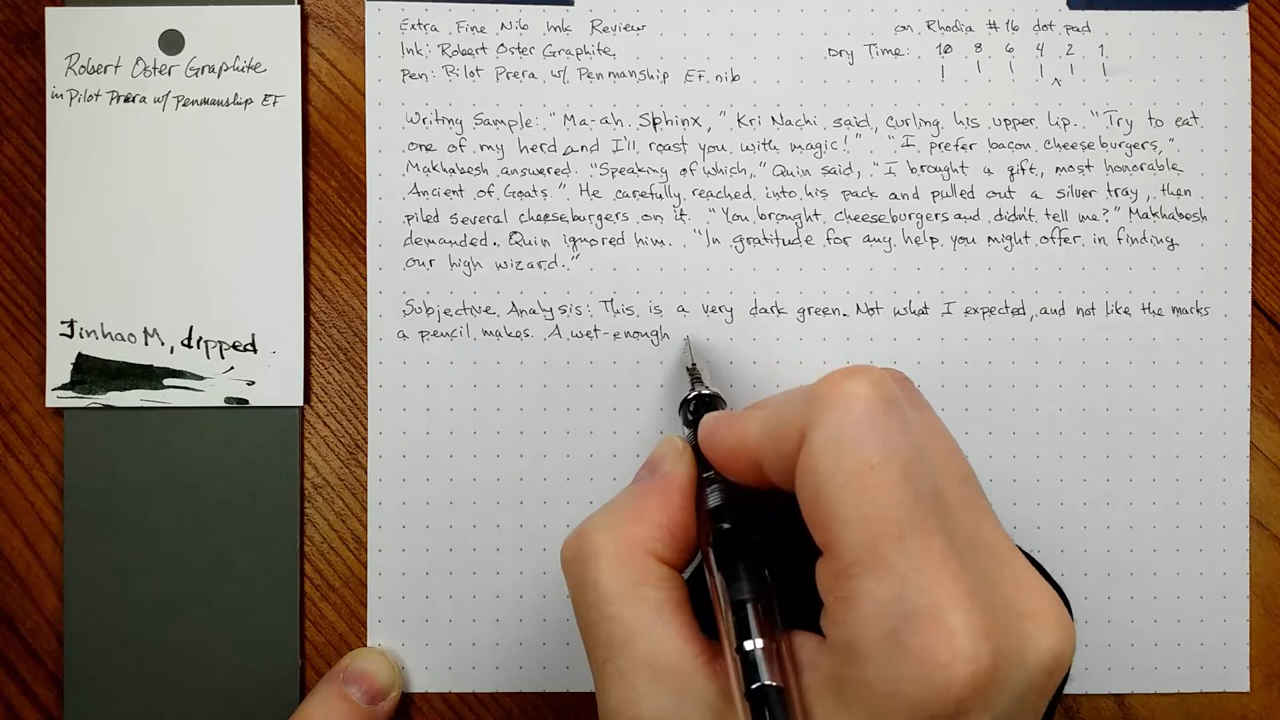 Robert Oster Graphite
in Pilot Prera w/ Penmanship EF
Jinhao M, dipped.
Extra Fine Nib Ink Review
Ink: Robert Oster Graphite
Pen: Pilot Prera w/ Penmanship EF nib
on Rhodia #16 dot pad
Dry Time: 10 8 6 4 2 1
Writing Sample: "Ma-ah Sphinx," Kri Nachi said, curling his upper lip. "Try to eat
one of my herd and I'll roast you with magic!" "I prefer bacon cheeseburgers,"
Makhabesh answered. "Speaking of which," Quin said, "I brought a gift, most honorable
Ancient of Goats." He carefully reached into his pack and pulled out a silver tray, then
piled several cheeseburgers on it. "You brought cheeseburgers and didn't tell me?" Makhabesh
demanded. Quin ignored him. "In gratitude for any help you might offer in finding
our high wizard."
Subjective Analysis: This is a very dark green. Not what I expected, and not like the marks
a pencil makes. A wet-enough